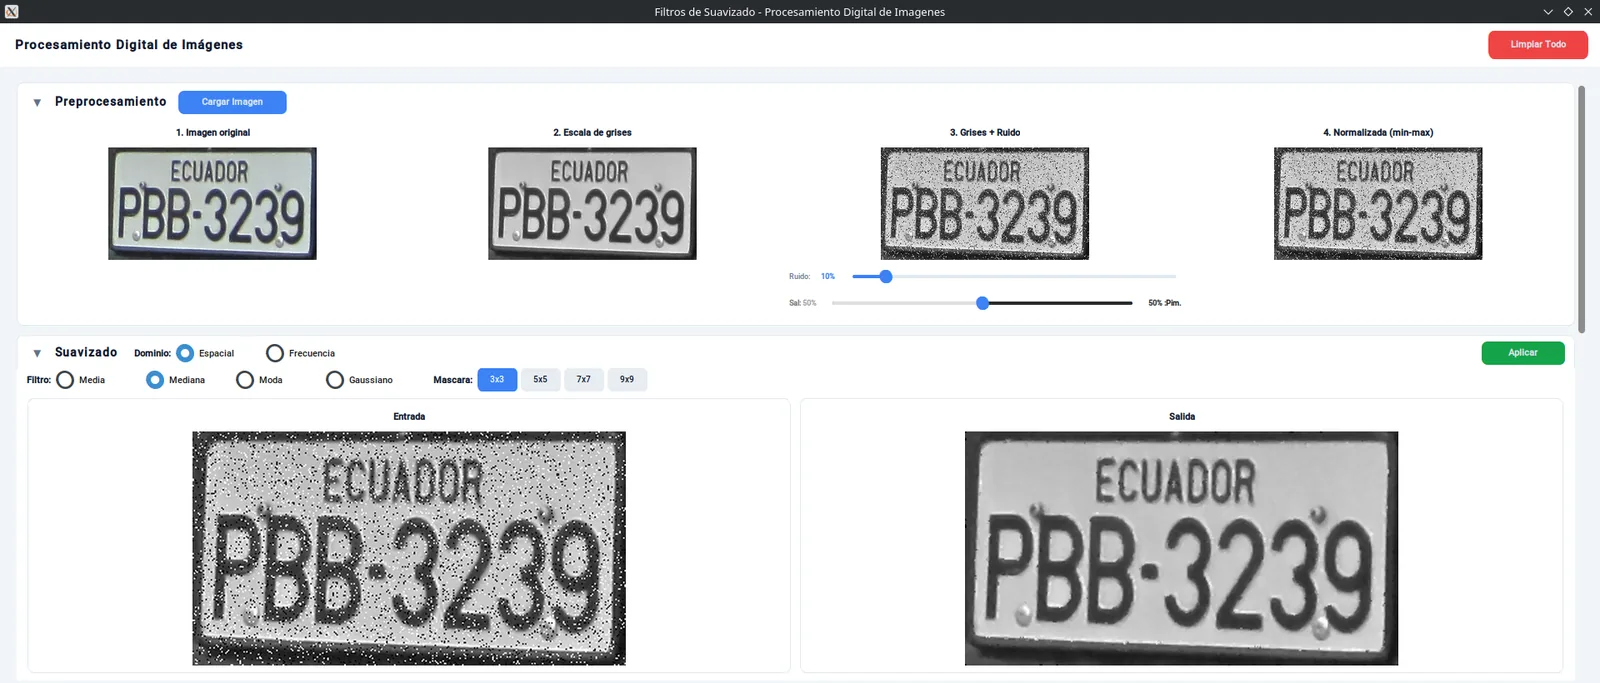 Filtros de Suavizado - Procesamiento Digital de Imagenes
Procesamiento Digital de Imágenes
Limpiar Todo
Preprocesamiento
Cargar Imagen
1. Imagen original
2. Escala de grises
3. Grises + Ruido
4. Normalizada (min-max)
ECUADOR
PBB-3239
ECUADOR
PBB-3239
ECUADOR
PBB-3239
ECUADOR
PBB-3239
Ruido: 10%
Sal: 50%
50% :Pim.
Suavizado
Dominio:
Espacial
Frecuencia
Aplicar
Filtro:
Media
Mediana
Moda
Gaussiano
Mascara:
3x3
5x5
7x7
9x9
Entrada
Salida
ECUADOR
PBB-3239
ECUADOR
PBB-3239